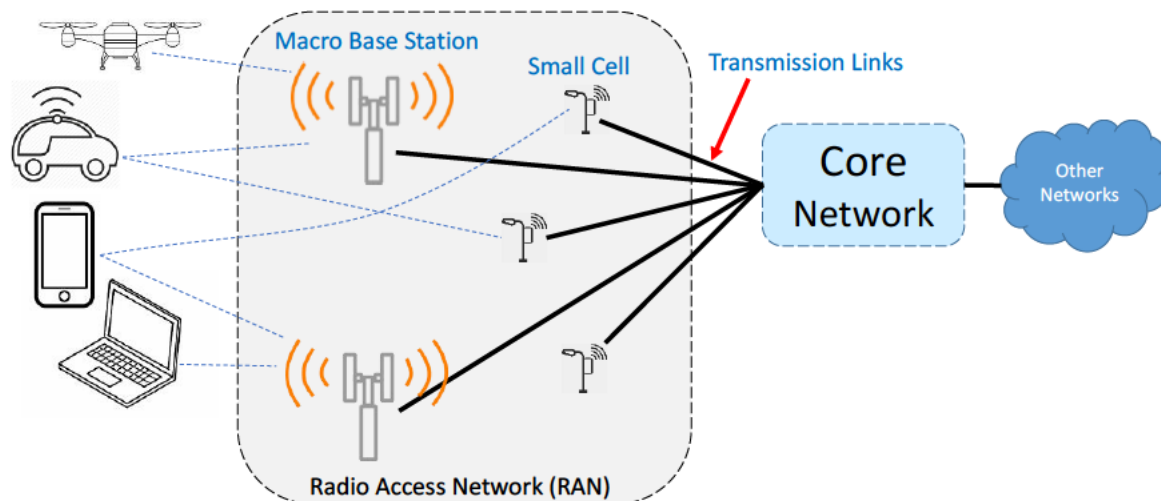 Macro Base Station
Small Cell
Transmission Links
Core
Network
Other
Networks
Radio Access Network (RAN)